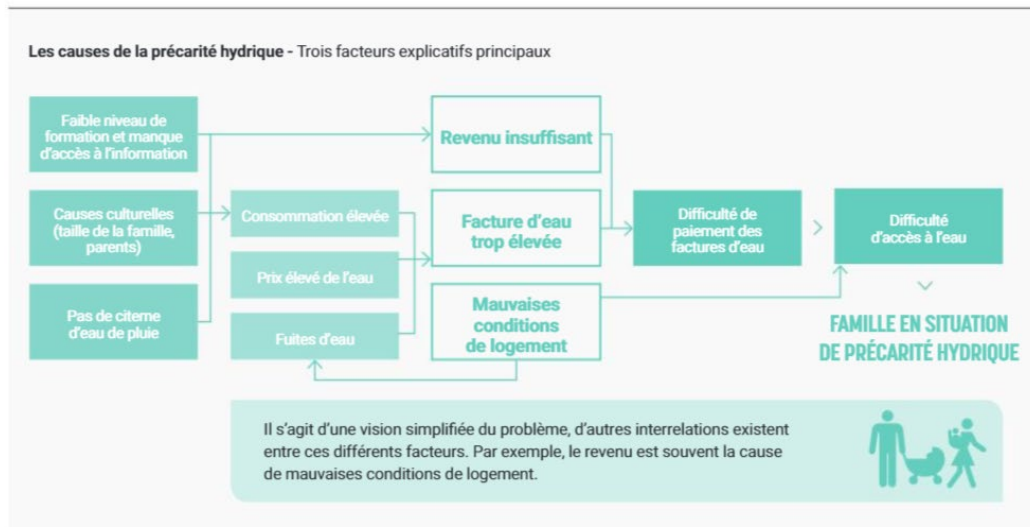 Les causes de la précarité hydrique - Trois facteurs explicatifs principaux
Faible niveau de
formation et manque
d'accès à l'information
Causes culturelles
(taille de la famille,
parents)
Pas de citerne
d'eau de pluie
Consommation élevée
Prix élevé de l'eau
Fuites d'eau
Revenu insuffisant
Facture d'eau
trop élevée
Mauvaises
conditions
de logement
Difficulté de
paiement des
factures d'eau
Difficulté
d'accès à l'eau
FAMILLE EN SITUATION
DE PRÉCARITÉ HYDRIQUE
Il s'agit d'une vision simplifiée du problème, d'autres interrelations existent
entre ces différents facteurs. Par exemple, le revenu est souvent la cause
de mauvaises conditions de logement.